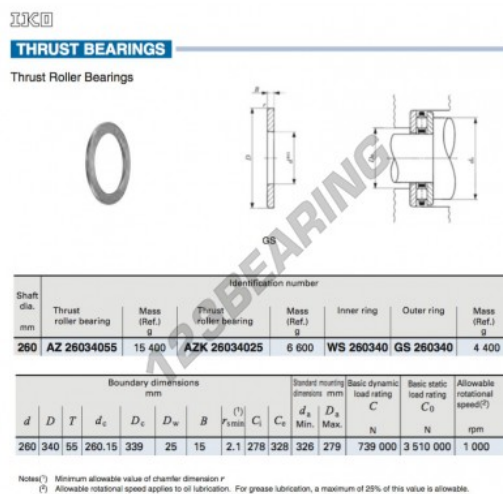 IKO
THRUST BEARINGS
Thrust Roller Bearings
B
r
D
d
Da
da
GS
123BEARING
Identification number
Shaft dia. mm
Thrust roller bearing
Mass (Ref.) g
Thrust roller bearing
Mass (Ref.) g
Inner ring
Outer ring
Mass (Ref.) g
260 AZ 26034055 15 400 AZK 26034025 6 600 WS 260340 GS 260340 4 400
Boundary dimensions mm
Standard mounting dimensions mm
Basic dynamic load rating C N
Basic static load rating C₀ N
Allowable rotational speed(²) rpm
d D T dc Dc Dw B rs min(¹) Ci Ce da Min. Da Max.
260 340 55 260.15 339 25 15 2.1 278 328 326 279 739 000 3 510 000 1 000
Notes(¹) Minimum allowable value of chamfer dimension r
(²) Allowable rotational speed applies to oil lubrication. For grease lubrication, a maximum of 25% of this value is allowable.